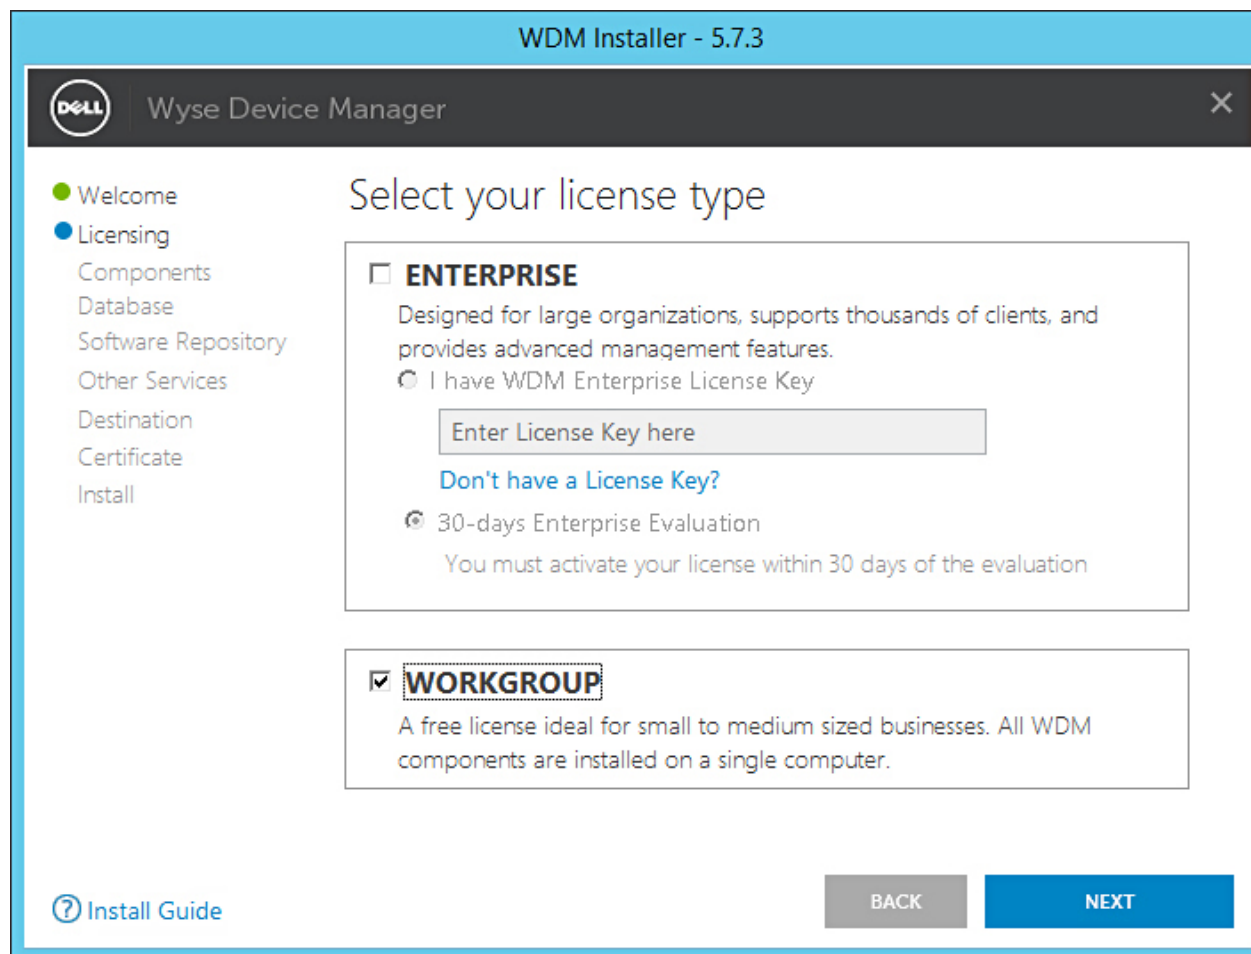 WDM Installer - 5.7.3
DELL
Wyse Device Manager
Welcome
Licensing
Components
Database
Software Repository
Other Services
Destination
Certificate
Install
Select your license type
ENTERPRISE
Designed for large organizations, supports thousands of clients, and
provides advanced management features.
I have WDM Enterprise License Key
Enter License Key here
Don't have a License Key?
30-days Enterprise Evaluation
You must activate your license within 30 days of the evaluation
WORKGROUP
A free license ideal for small to medium sized businesses. All WDM
components are installed on a single computer.
? Install Guide
BACK
NEXT